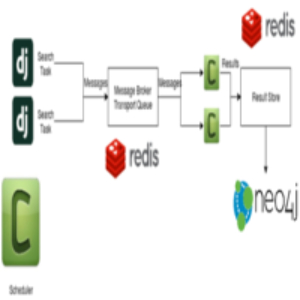 dj
Search
Task
dj
Search
Task
Messages
Message Broker
Transport Queue
redis
Messages
C
C
Results
redis
Result Store
neo4j
C
Scheduler